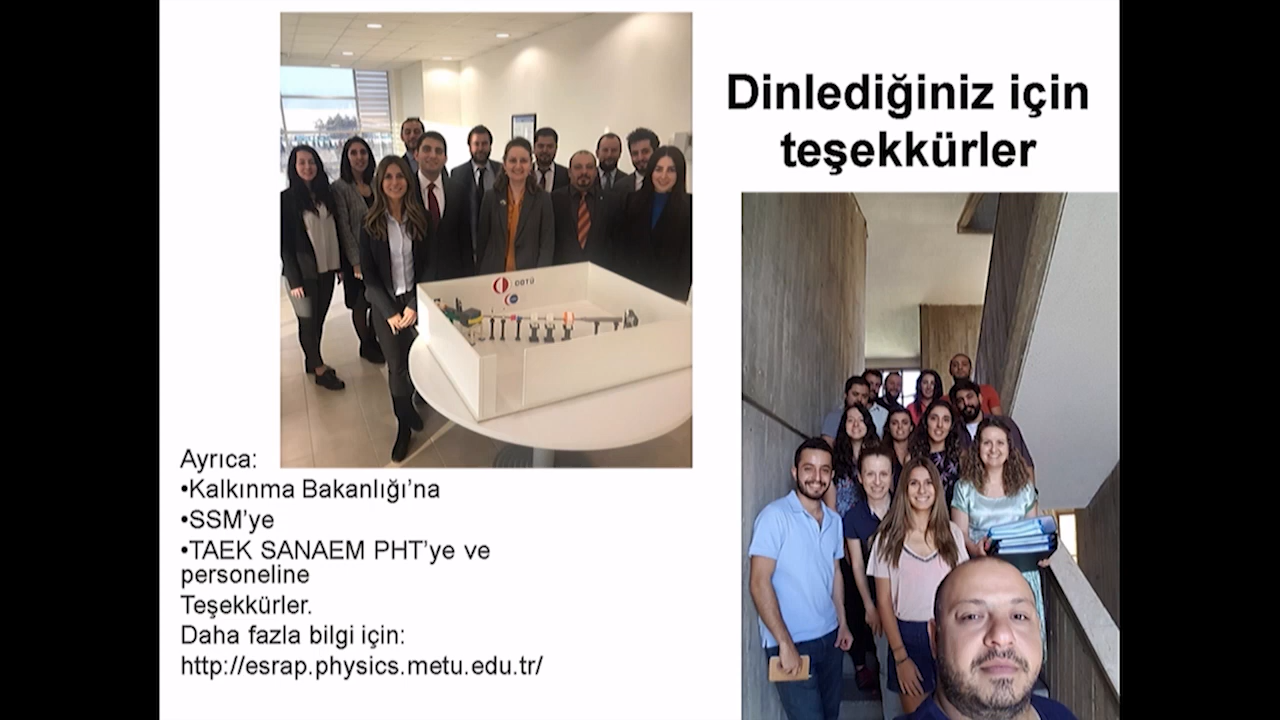 Dinlediğiniz için
teşekkürler
ODTÜ
Ayrıca:
•Kalkınma Bakanlığı’na
•SSM’ye
•TAEK SANAEM PHT’ye ve
personeline
Teşekkürler.
Daha fazla bilgi için:
http://esrap.physics.metu.edu.tr/